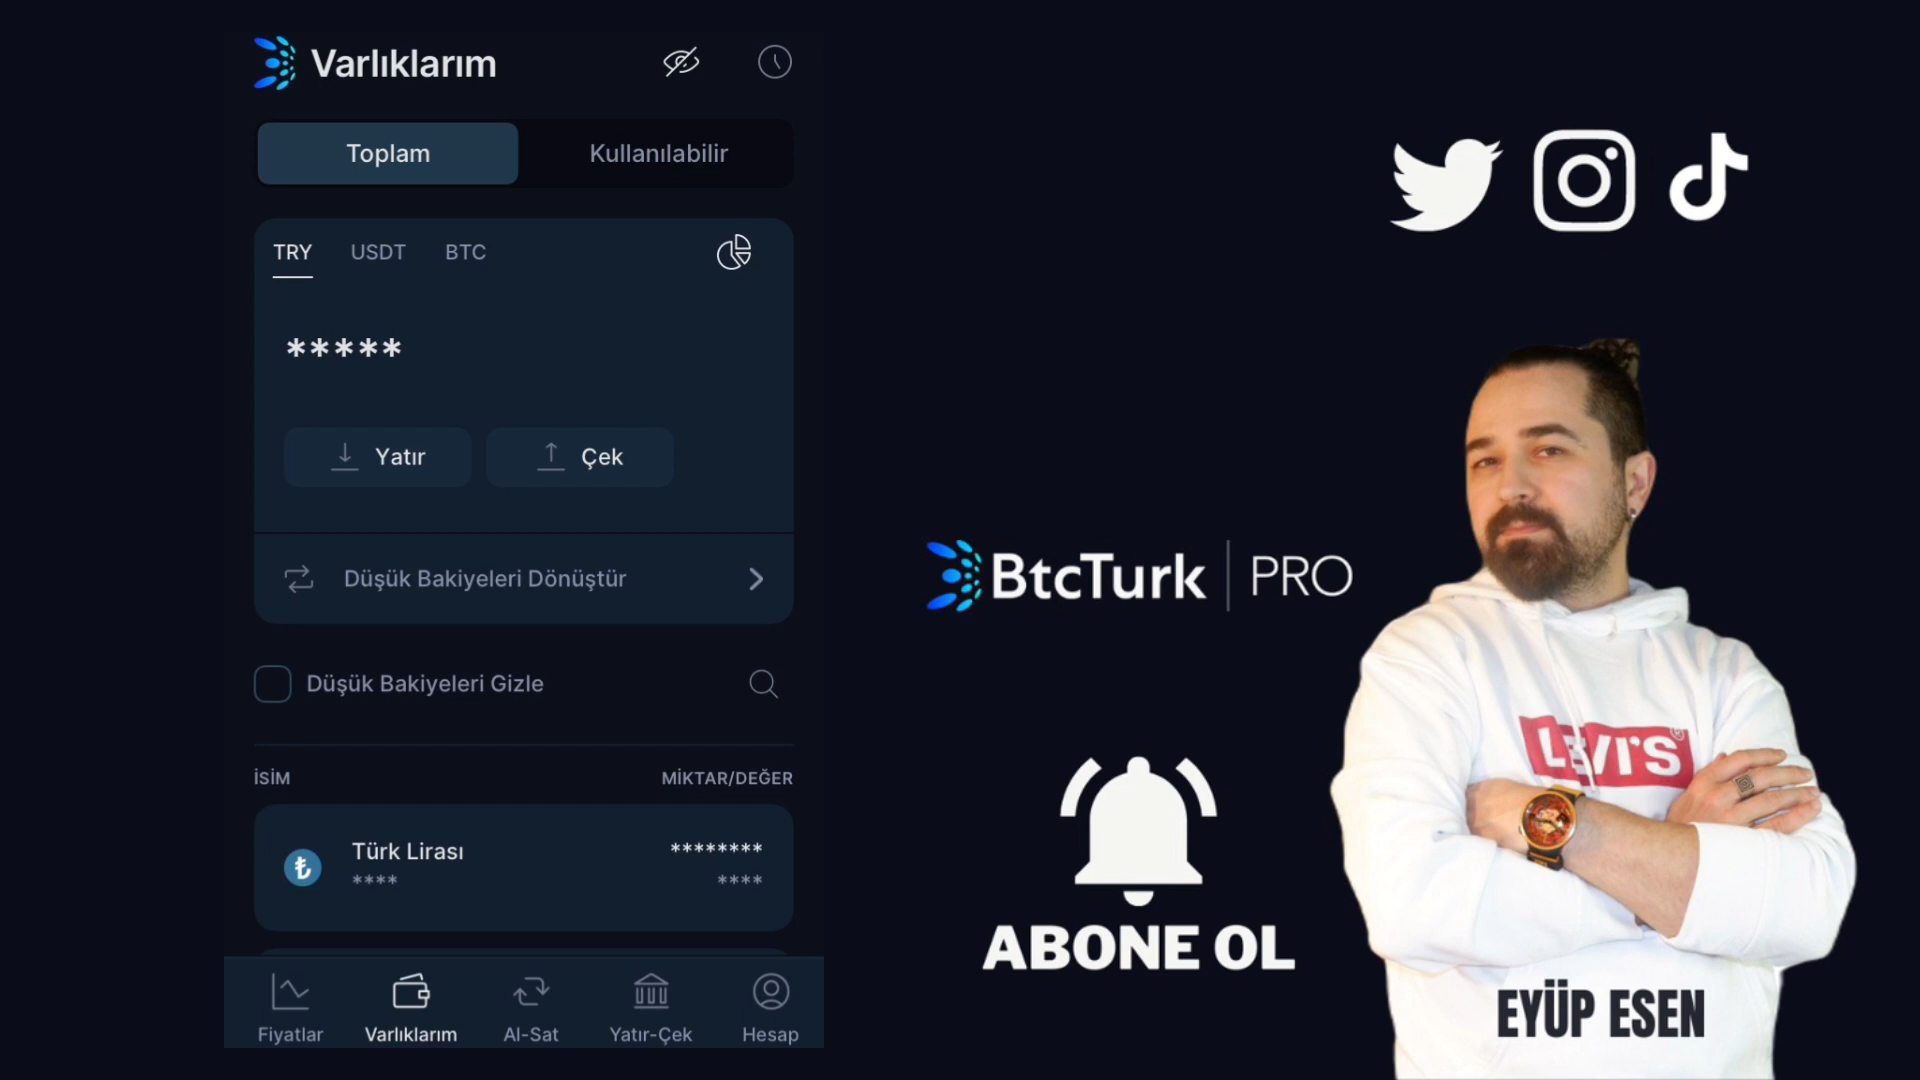 Varlıklarım
Toplam
Kullanılabilir
TRY
USDT
BTC
*****
Yatır
Çek
Düşük Bakiyeleri Dönüştür
Düşük Bakiyeleri Gizle
İSİM
MİKTAR/DEĞER
₺
Türk Lirası
********
****
****
Fiyatlar
Varlıklarım
Al-Sat
Yatır-Çek
Hesap
BtcTurk | PRO
ABONE OL
LEVI'S®
EYÜP ESEN